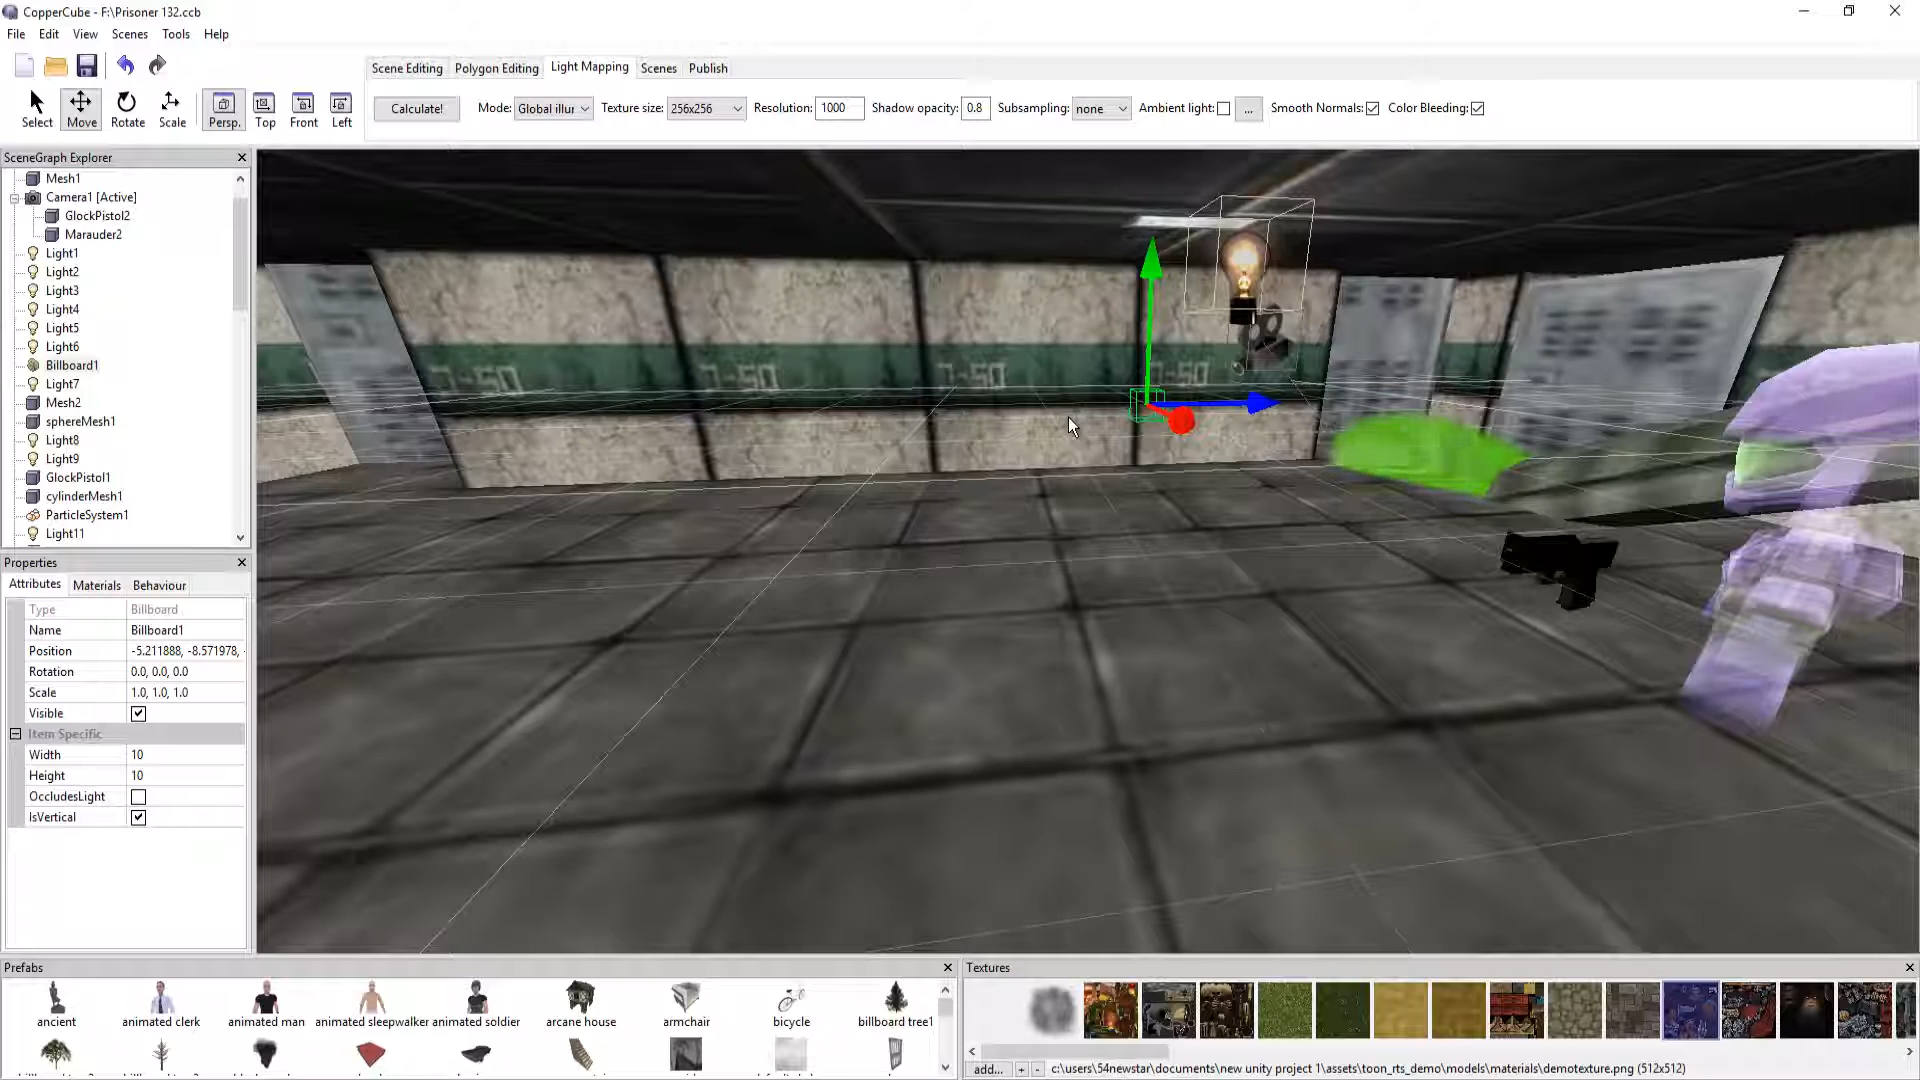 CopperCube - F:\Prisoner 132.ccb
File Edit View Scenes Tools Help
Scene Editing Polygon Editing Light Mapping Scenes Publish
Select Move Rotate Scale Persp. Top Front Left
Calculate! Mode: Global illur Texture size: 256x256 Resolution: 1000 Shadow opacity: 0.8 Subsampling: none Ambient light: ... Smooth Normals: Color Bleeding:
SceneGraph Explorer
Mesh1
Camera1 [Active]
GlockPistol2
Marauder2
Light1
Light2
Light3
Light4
Light5
Light6
Billboard1
Light7
Mesh2
sphereMesh1
Light8
Light9
GlockPistol1
cylinderMesh1
ParticleSystem1
Light11
Properties
Attributes Materials Behaviour
Type Billboard
Name Billboard1
Position -5.211888, -8.571978, -
Rotation 0.0, 0.0, 0.0
Scale 1.0, 1.0, 1.0
Visible
Item Specific
Width 10
Height 10
OccludesLight
IsVertical
Prefabs
ancient animated clerk animated man animated sleepwalker animated soldier arcane house armchair bicycle billboard tree1
Textures
add... + - c:\users\54newstar\documents\new unity project 1\assets\toon_rts_demo\models\materials\demotexture.png (512x512)